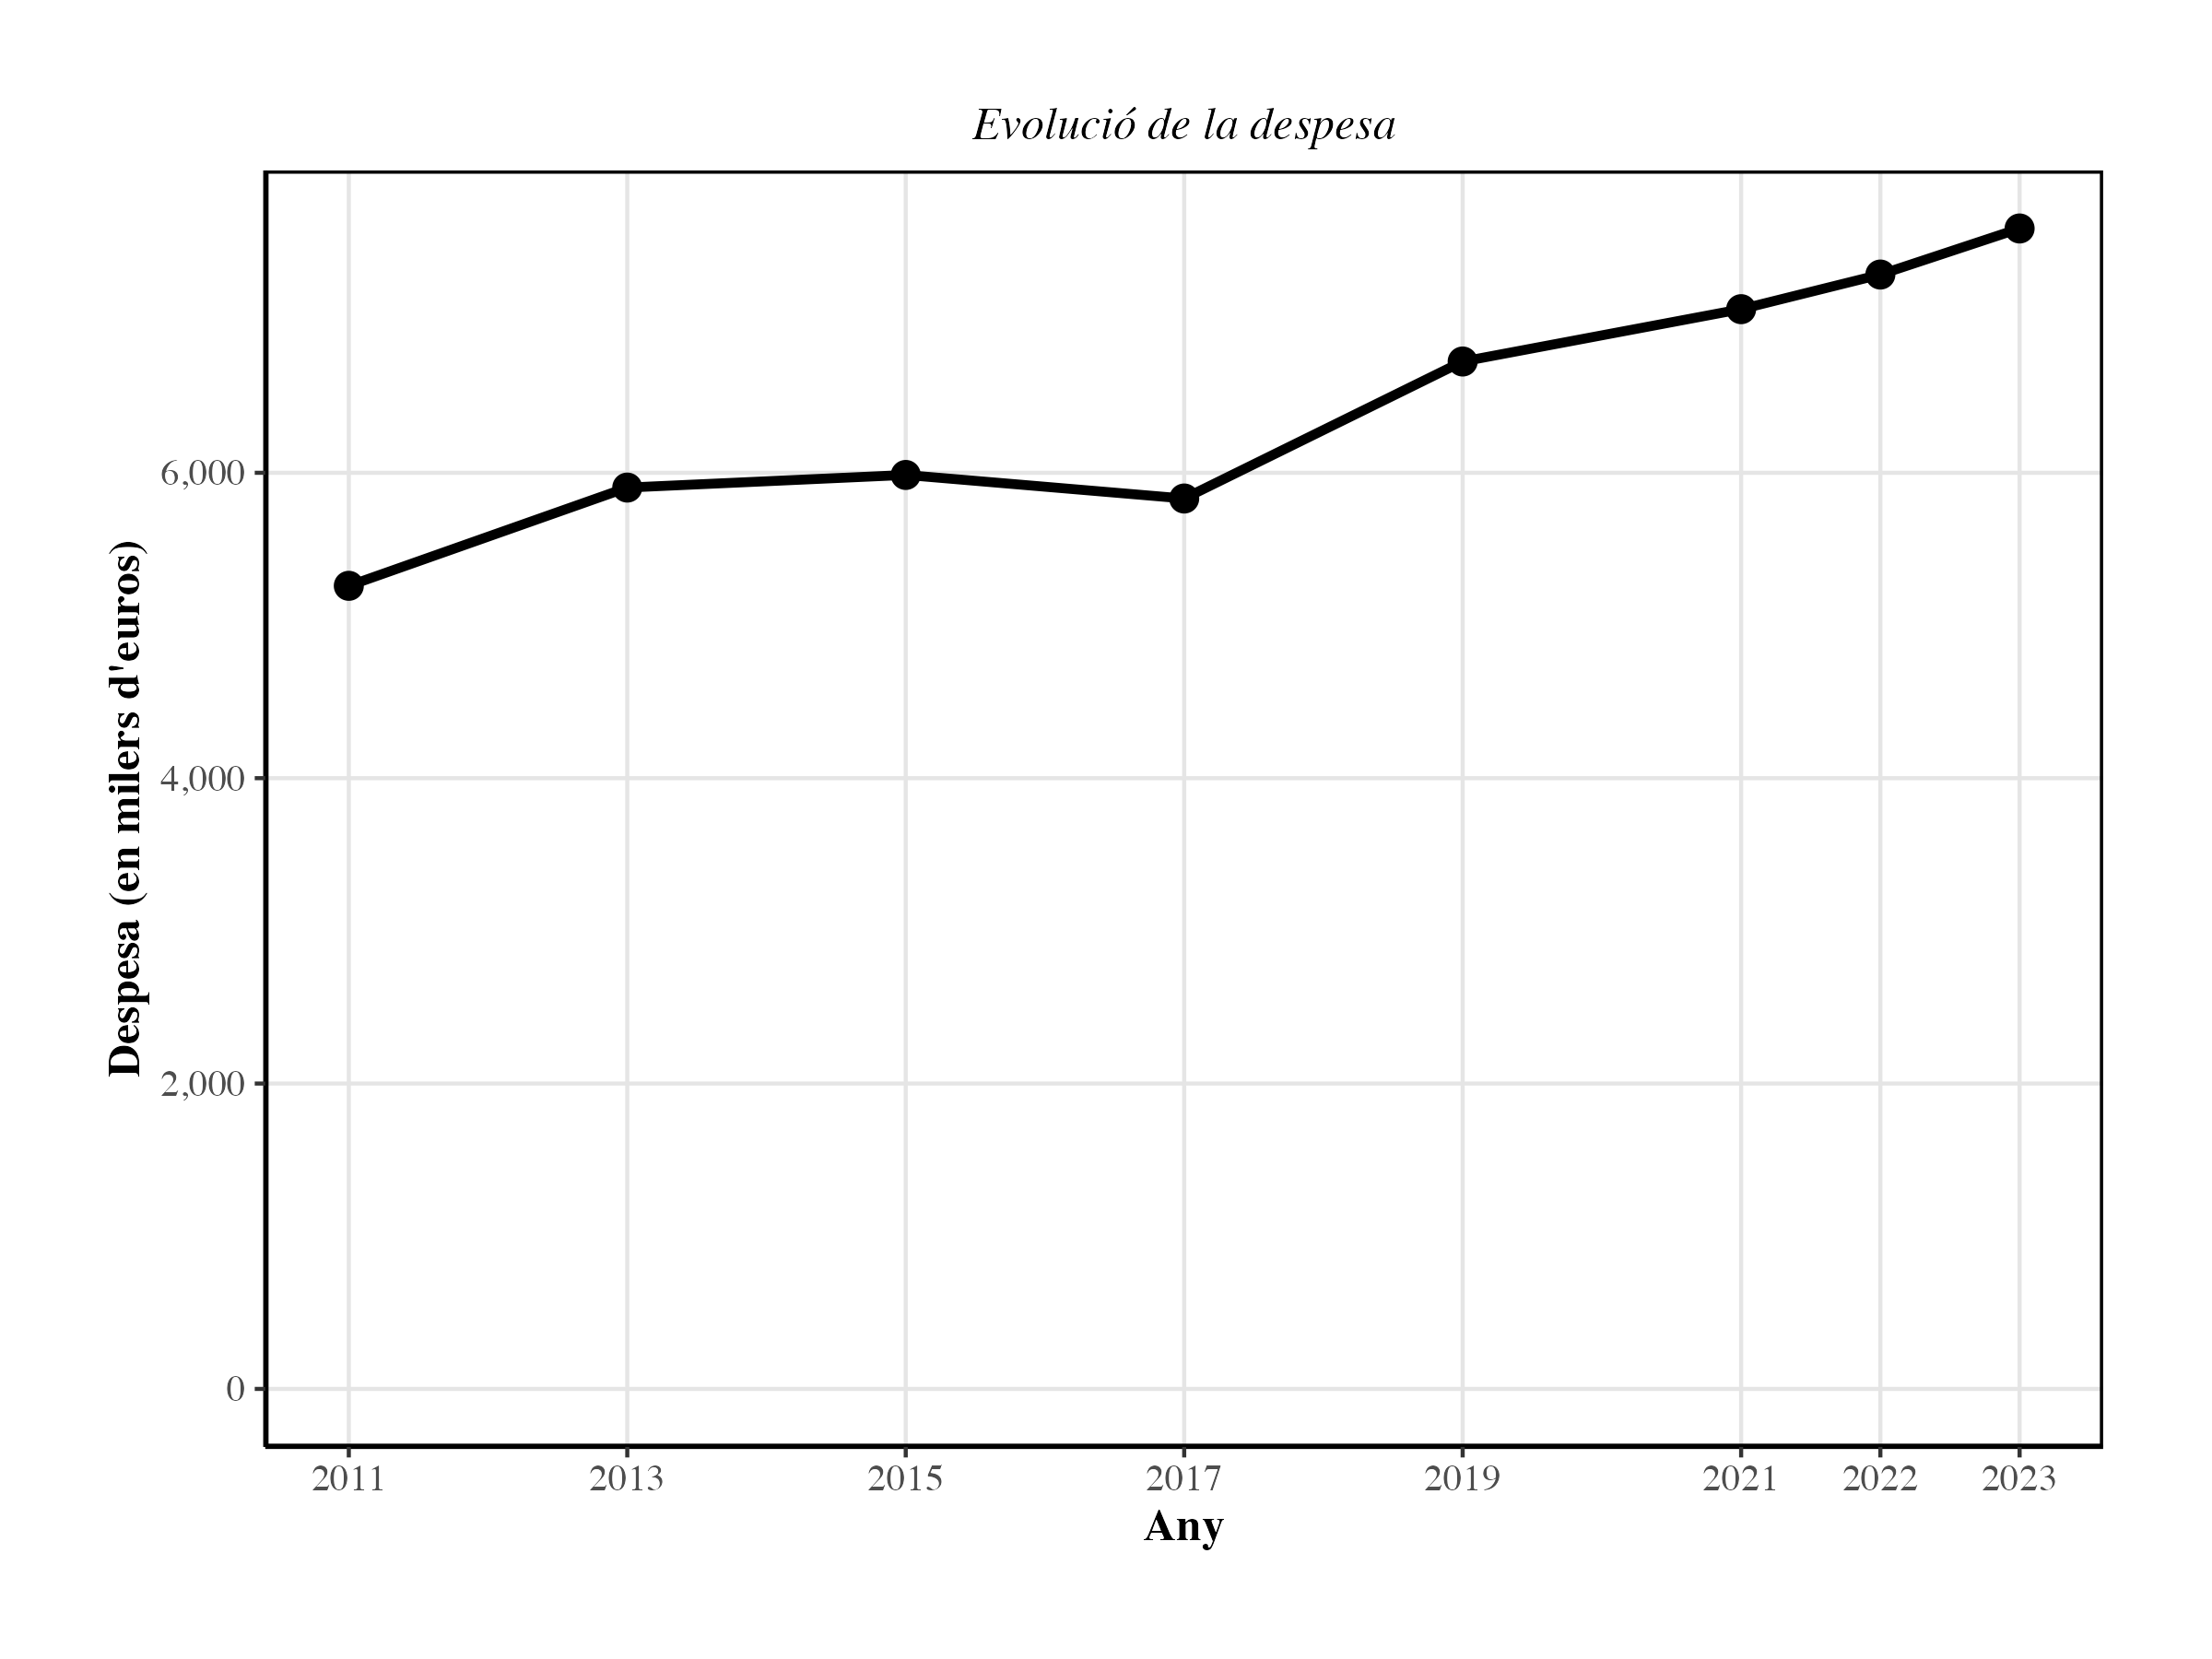 Evolució de la despesa
Despesa (en milers d'euros)
6,000
4,000
2,000
0
2011 2013 2015 2017 2019 2021 2022 2023
Any